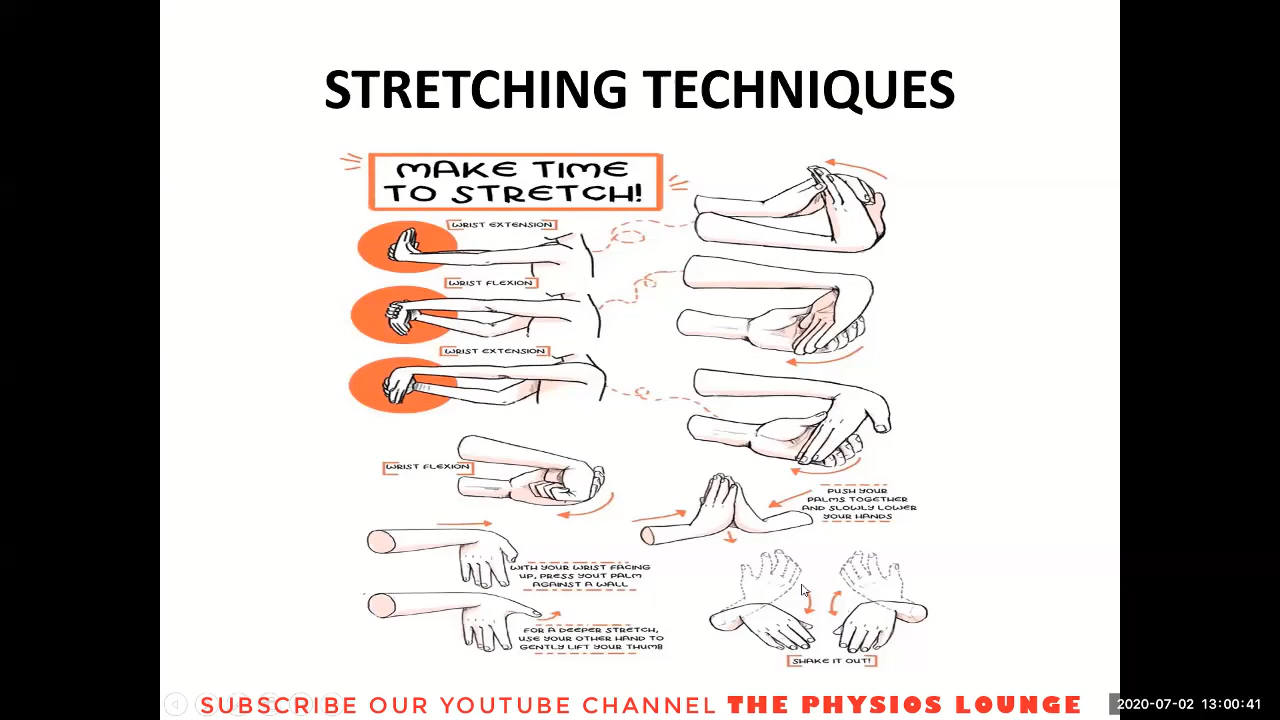 STRETCHING TECHNIQUES
MAKE TIME
TO STRETCH!
WRIST EXTENSION
WRIST FLEXION
WRIST EXTENSION
WRIST FLEXION
PUSH YOUR
PALMS TOGETHER
AND SLOWLY LOWER
YOUR HANDS
WITH YOUR WRIST FACING
UP, PRESS YOUT PALM
AGAINST A WALL
FOR A DEEPER STRETCH,
USE YOUR OTHER HAND TO
GENTLY LIFT YOUR THUMB
SHAKE IT OUT!
SUBSCRIBE OUR YOUTUBE CHANNEL THE PHYSIOS LOUNGE
2020-07-02 13:00:41